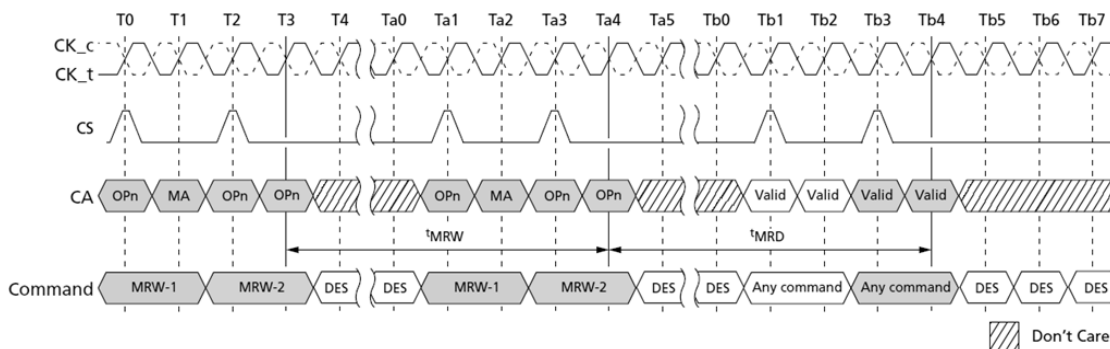 T0 T1 T2 T3 T4 Ta0 Ta1 Ta2 Ta3 Ta4 Ta5 Tb0 Tb1 Tb2 Tb3 Tb4 Tb5 Tb6 Tb7
CK_c
CK_t
CS
CA OPn MA OPn OPn OPn MA OPn OPn Valid Valid Valid Valid
tMRW tMRD
Command MRW-1 MRW-2 DES DES MRW-1 MRW-2 DES DES Any command Any command DES DES DES
Don't Care